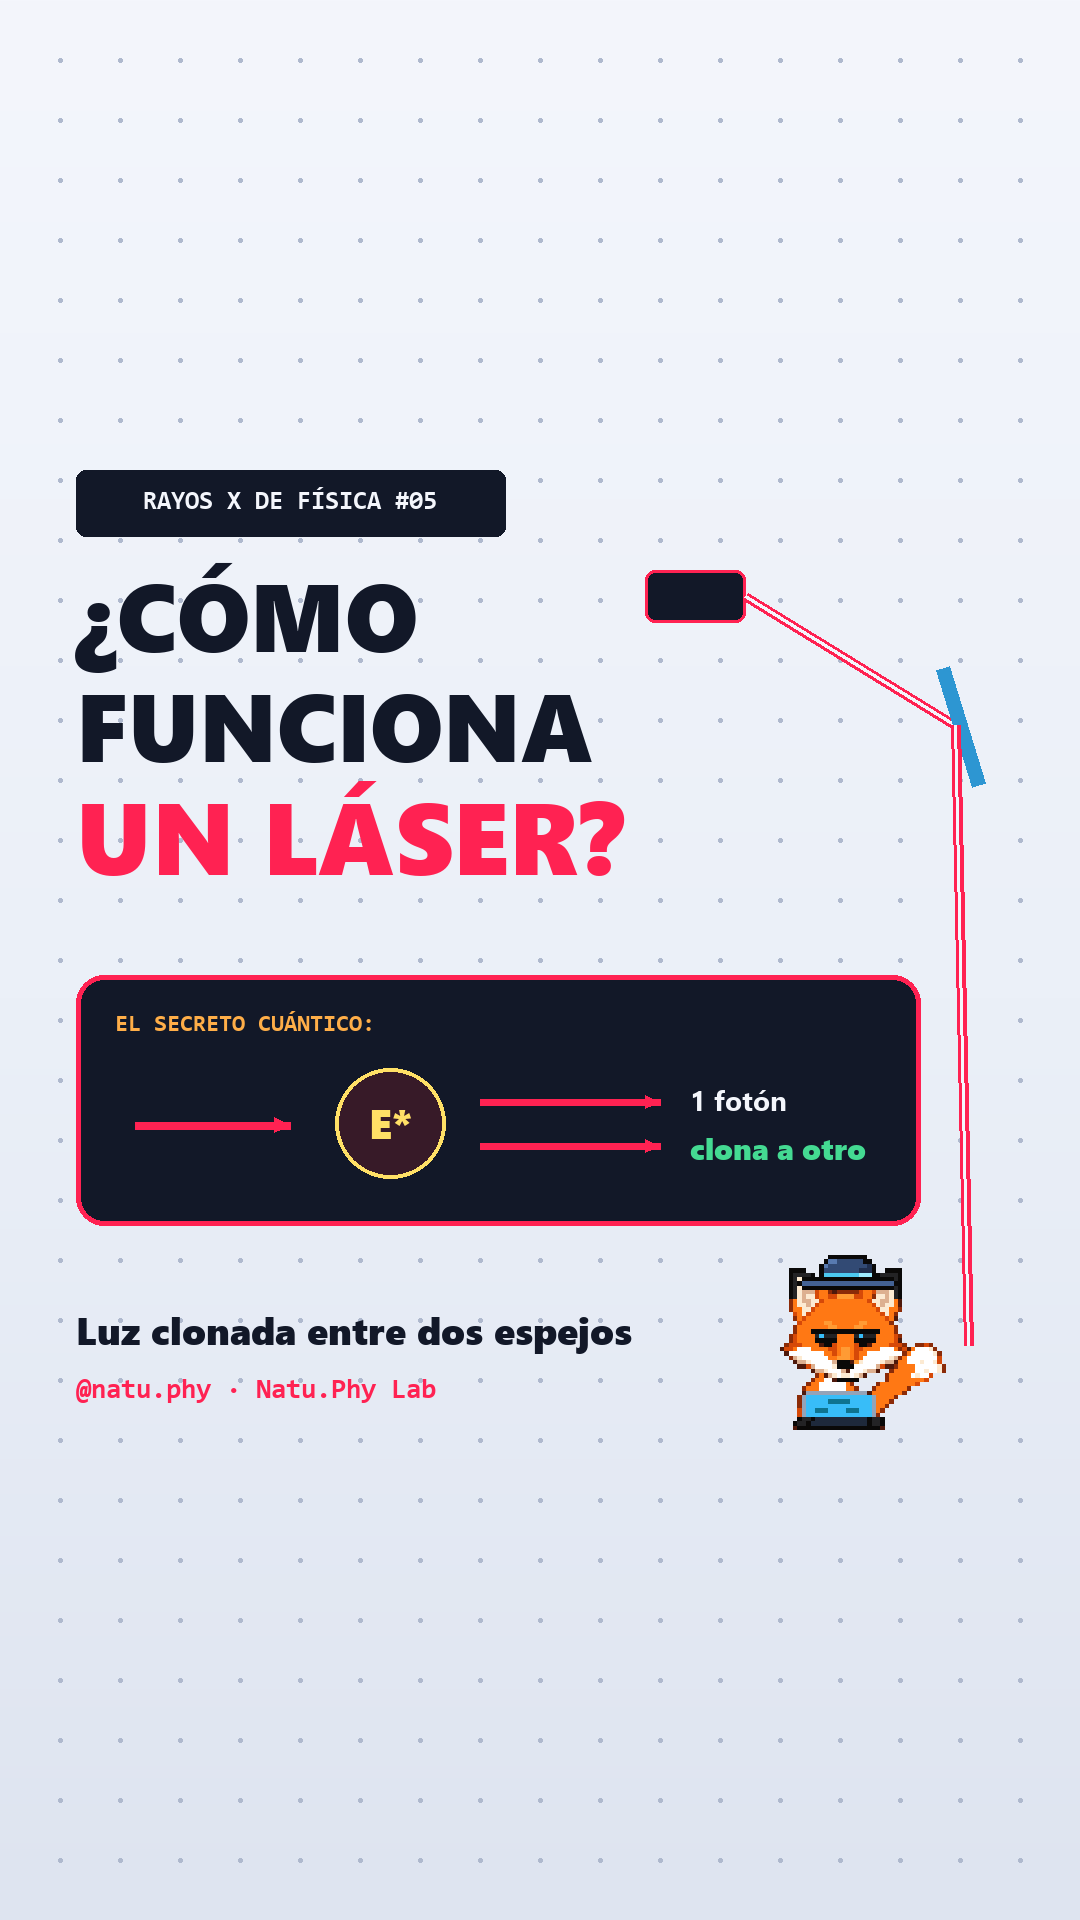 RAYOS X DE FÍSICA #05
¿CÓMO
FUNCIONA
UN LÁSER?
EL SECRETO CUÁNTICO:
E*
1 fotón
clona a otro
Luz clonada entre dos espejos
@natu.phy · Natu.Phy Lab